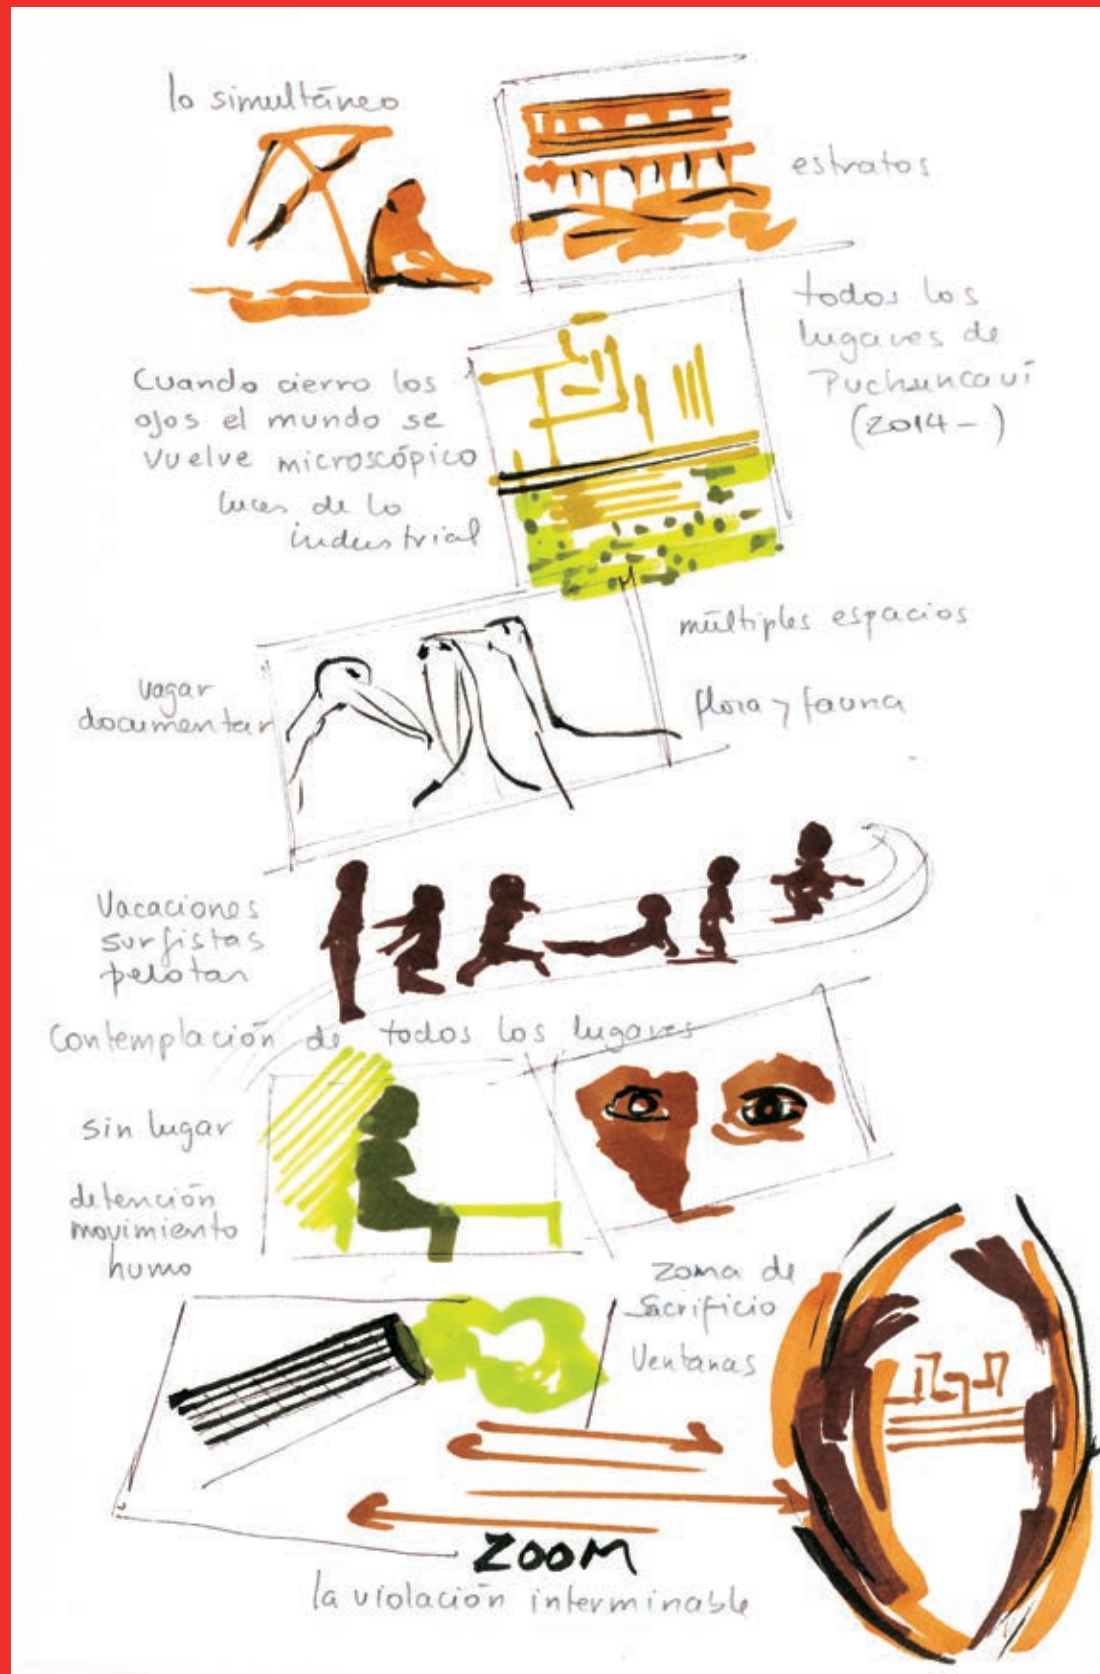 lo simultáneo
estratos
todos los
lugares de
Puchuncaví
(2014-)
Cuando cierro los
ojos el mundo se
vuelve microscópico
luces de lo
industrial
múltiples espacios
vagar
documentar
flora y fauna
Vacaciones
surfistas
pelotas
Contemplación de todos los lugares
sin lugar
detención
movimiento
humo
zona de
Sacrificio
Ventanas
ZOOM
la violación interminable